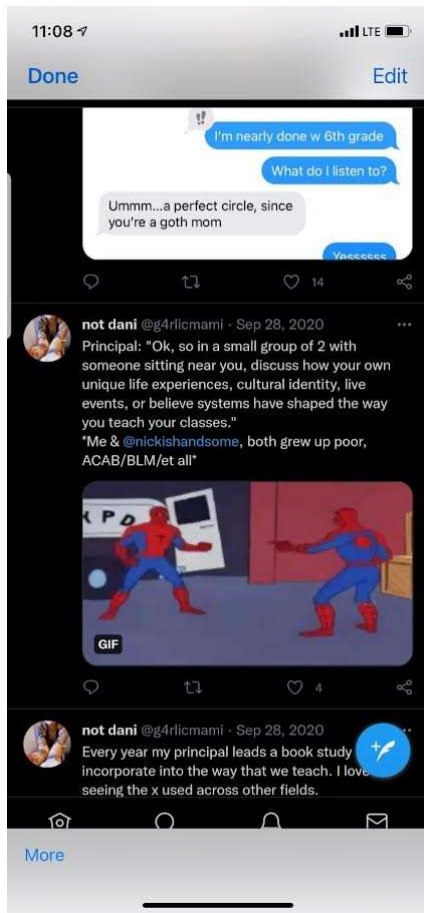 11:08
LTE
Done
Edit
!!
I'm nearly done w 6th grade
What do I listen to?
Ummm...a perfect circle, since
you're a goth mom
Yessssss
14
not dani @g4rlicmami · Sep 28, 2020
Principal: "Ok, so in a small group of 2 with
someone sitting near you, discuss how your own
unique life experiences, cultural identity, live
events, or believe systems have shaped the way
you teach your classes."
*Me & @nickishandsome, both grew up poor,
ACAB/BLM/et all*
GIF
4
not dani @g4rlicmami · Sep 28, 2020
Every year my principal leads a book study
incorporate into the way that we teach. I love
seeing the x used across other fields.
More